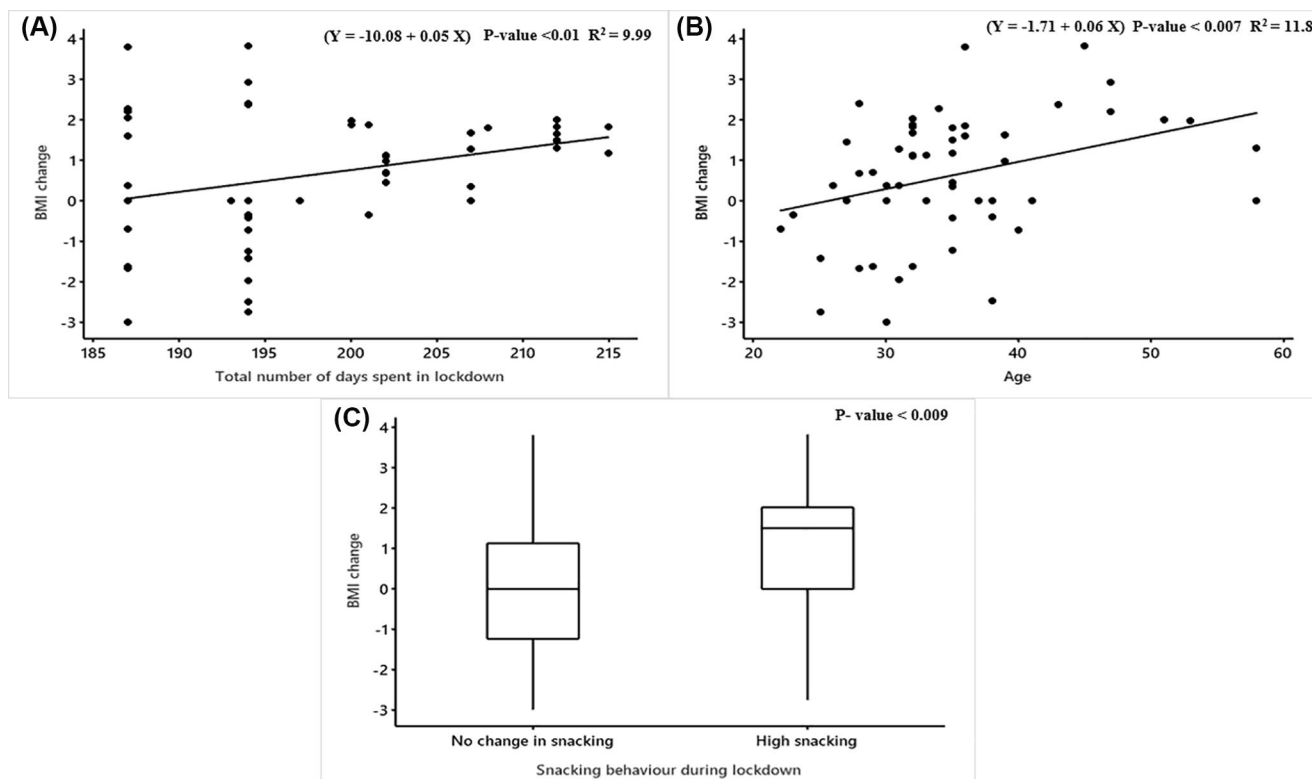 (A)
(Y = -10.08 + 0.05 X) P-value <0.01 R² = 9.99
4
3
2
1
0
-1
-2
-3
BMI change
185 190 195 200 205 210 215
Total number of days spent in lockdown
(B)
(Y = -1.71 + 0.06 X) P-value < 0.007 R² = 11.8
4
3
2
1
0
-1
-2
-3
BMI change
20 30 40 50 60
Age
(C)
P- value < 0.009
4
3
2
1
0
-1
-2
-3
BMI change
No change in snacking High snacking
Snacking behaviour during lockdown